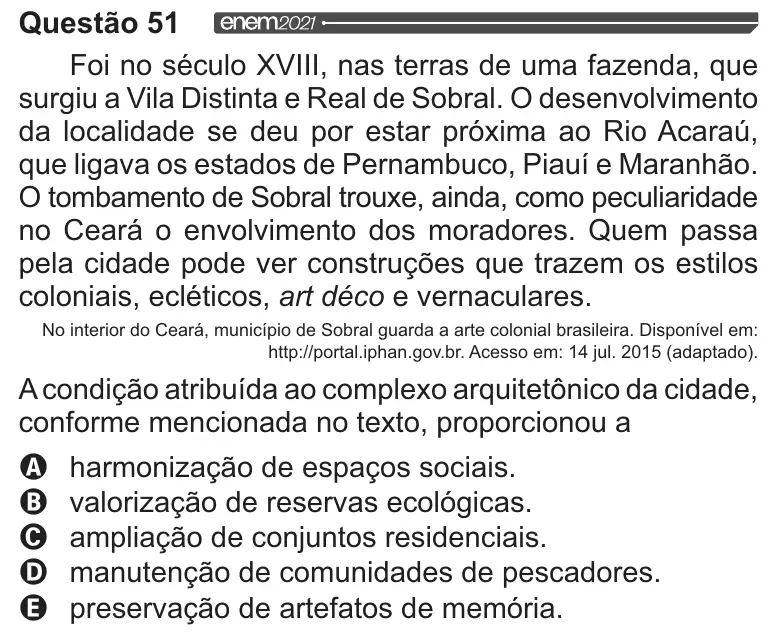 Questão 51 enem2021
Foi no século XVIII, nas terras de uma fazenda, que
surgiu a Vila Distinta e Real de Sobral. O desenvolvimento
da localidade se deu por estar próxima ao Rio Acaraú,
que ligava os estados de Pernambuco, Piauí e Maranhão.
O tombamento de Sobral trouxe, ainda, como peculiaridade
no Ceará o envolvimento dos moradores. Quem passa
pela cidade pode ver construções que trazem os estilos
coloniais, ecléticos, art déco e vernaculares.
No interior do Ceará, município de Sobral guarda a arte colonial brasileira. Disponível em:
http://portal.iphan.gov.br. Acesso em: 14 jul. 2015 (adaptado).
A condição atribuída ao complexo arquitetônico da cidade,
conforme mencionada no texto, proporcionou a
A harmonização de espaços sociais.
B valorização de reservas ecológicas.
C ampliação de conjuntos residenciais.
D manutenção de comunidades de pescadores.
E preservação de artefatos de memória.